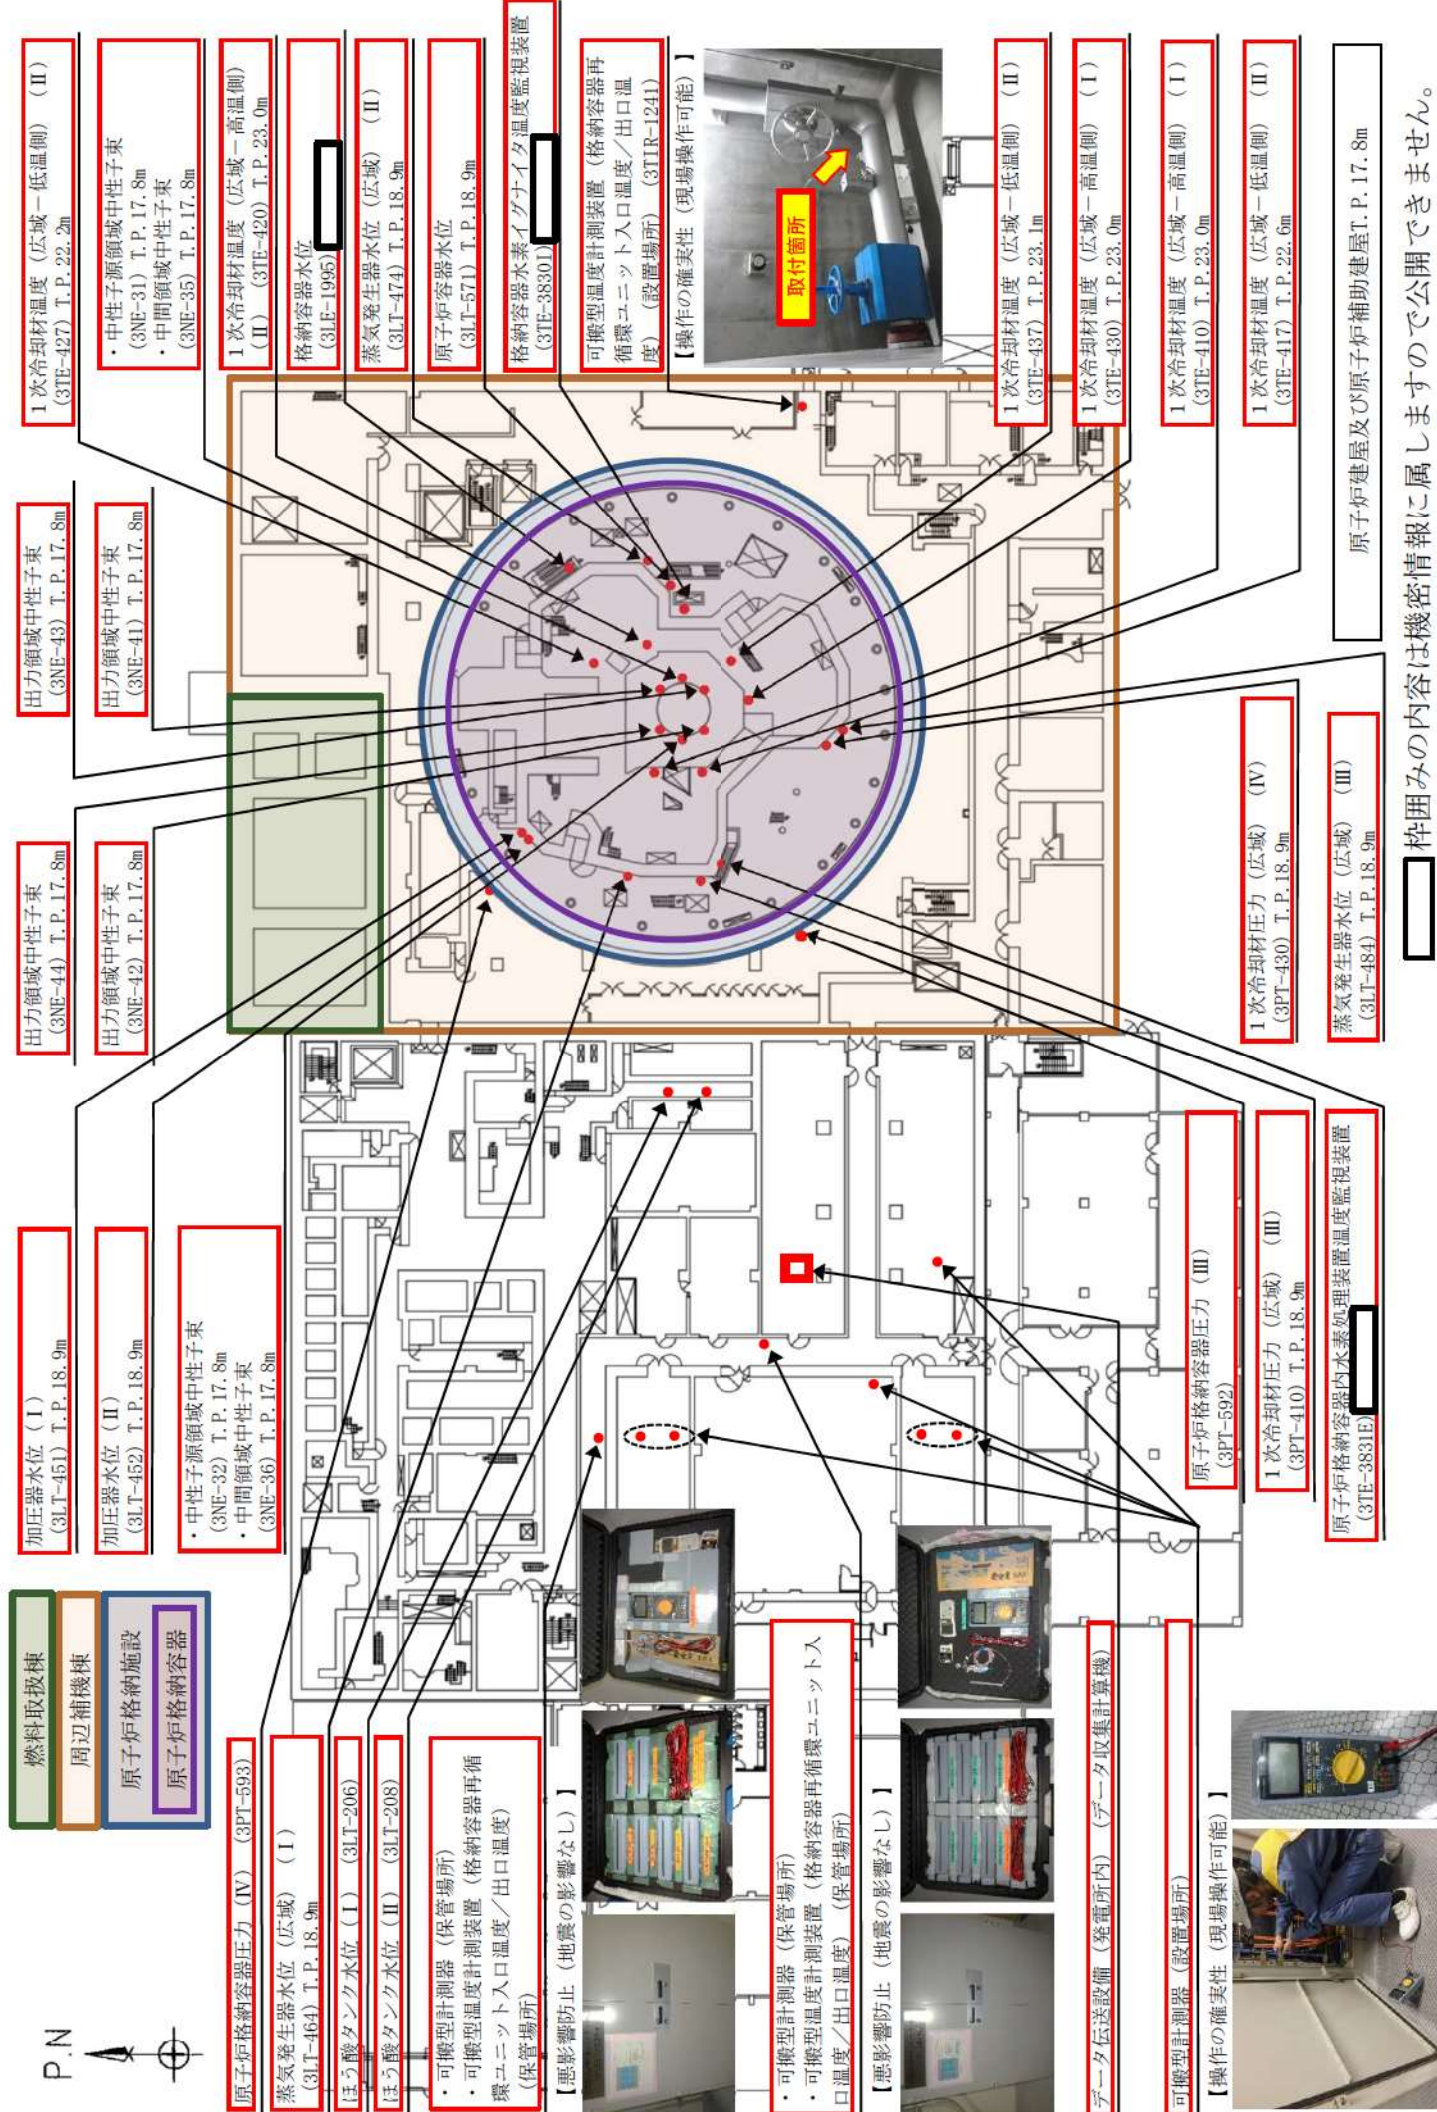 P.N
燃料取扱棟
周辺補機棟
原子炉格納施設
原子炉格納容器
加圧器水位（Ⅰ）
(3LT-451) T.P.18.9m
加圧器水位（Ⅱ）
(3LT-452) T.P.18.9m
・中性子源領域中性子束
(3NE-32) T.P.17.8m
・中間領域中性子束
(3NE-36) T.P.17.8m
出力領域中性子束
(3NE-44) T.P.17.8m
出力領域中性子束
(3NE-42) T.P.17.8m
出力領域中性子束
(3NE-43) T.P.17.8m
出力領域中性子束
(3NE-41) T.P.17.8m
1次冷却材温度（広域－低温側）（Ⅱ）
(3TE-427) T.P.22.2m
・中性子源領域中性子束
(3NE-31) T.P.17.8m
・中間領域中性子束
(3NE-35) T.P.17.8m
1次冷却材温度（広域－高温側）
（Ⅱ）（3TE-420）T.P.23.0m
格納容器水位
(3LE-1995)
蒸気発生器水位（広域）（Ⅱ）
(3LT-474) T.P.18.9m
原子炉容器水位
(3LT-571) T.P.18.9m
格納容器水素イグナイタ温度監視装置
(3TE-3830I)
可搬型温度計測装置（格納容器再
循環ユニット入口温度／出口温
度）（設置場所）（3TIR-1241）
【操作の確実性（現場操作可能）】
取付箇所
1次冷却材温度（広域－低温側）（Ⅱ）
(3TE-437) T.P.23.1m
1次冷却材温度（広域－高温側）（Ⅰ）
(3TE-430) T.P.23.0m
1次冷却材温度（広域－高温側）（Ⅰ）
(3TE-410) T.P.23.0m
1次冷却材温度（広域－低温側）（Ⅱ）
(3TE-417) T.P.22.6m
原子炉格納容器圧力（Ⅳ）（3PT-593）
蒸気発生器水位（広域）（Ⅰ）
(3LT-464) T.P.18.9m
ほう酸タンク水位（Ⅰ）（3LT-206）
ほう酸タンク水位（Ⅱ）（3LT-208）
・可搬型計測器（保管場所）
・可搬型温度計測装置（格納容器再循
環ユニット入口温度／出口温度）
（保管場所）
【悪影響防止（地震の影響なし）】
・可搬型計測器（保管場所）
・可搬型温度計測装置（格納容器再循環ユニット入
口温度／出口温度）（保管場所）
【悪影響防止（地震の影響なし）】
データ伝送設備（発電所内）（データ収集計算機）
可搬型計測器（設置場所）
【操作の確実性（現場操作可能）】
原子炉格納容器圧力（Ⅲ）
(3PT-592)
1次冷却材圧力（広域）（Ⅲ）
(3PT-410) T.P.18.9m
原子炉格納容器内水素処理装置温度監視装置
(3TE-3831E)
1次冷却材圧力（広域）（Ⅳ）
(3PT-430) T.P.18.9m
蒸気発生器水位（広域）（Ⅲ）
(3LT-484) T.P.18.9m
原子炉建屋及び原子炉補助建屋T.P.17.8m
枠囲みの内容は機密情報に属しますので公開できません。